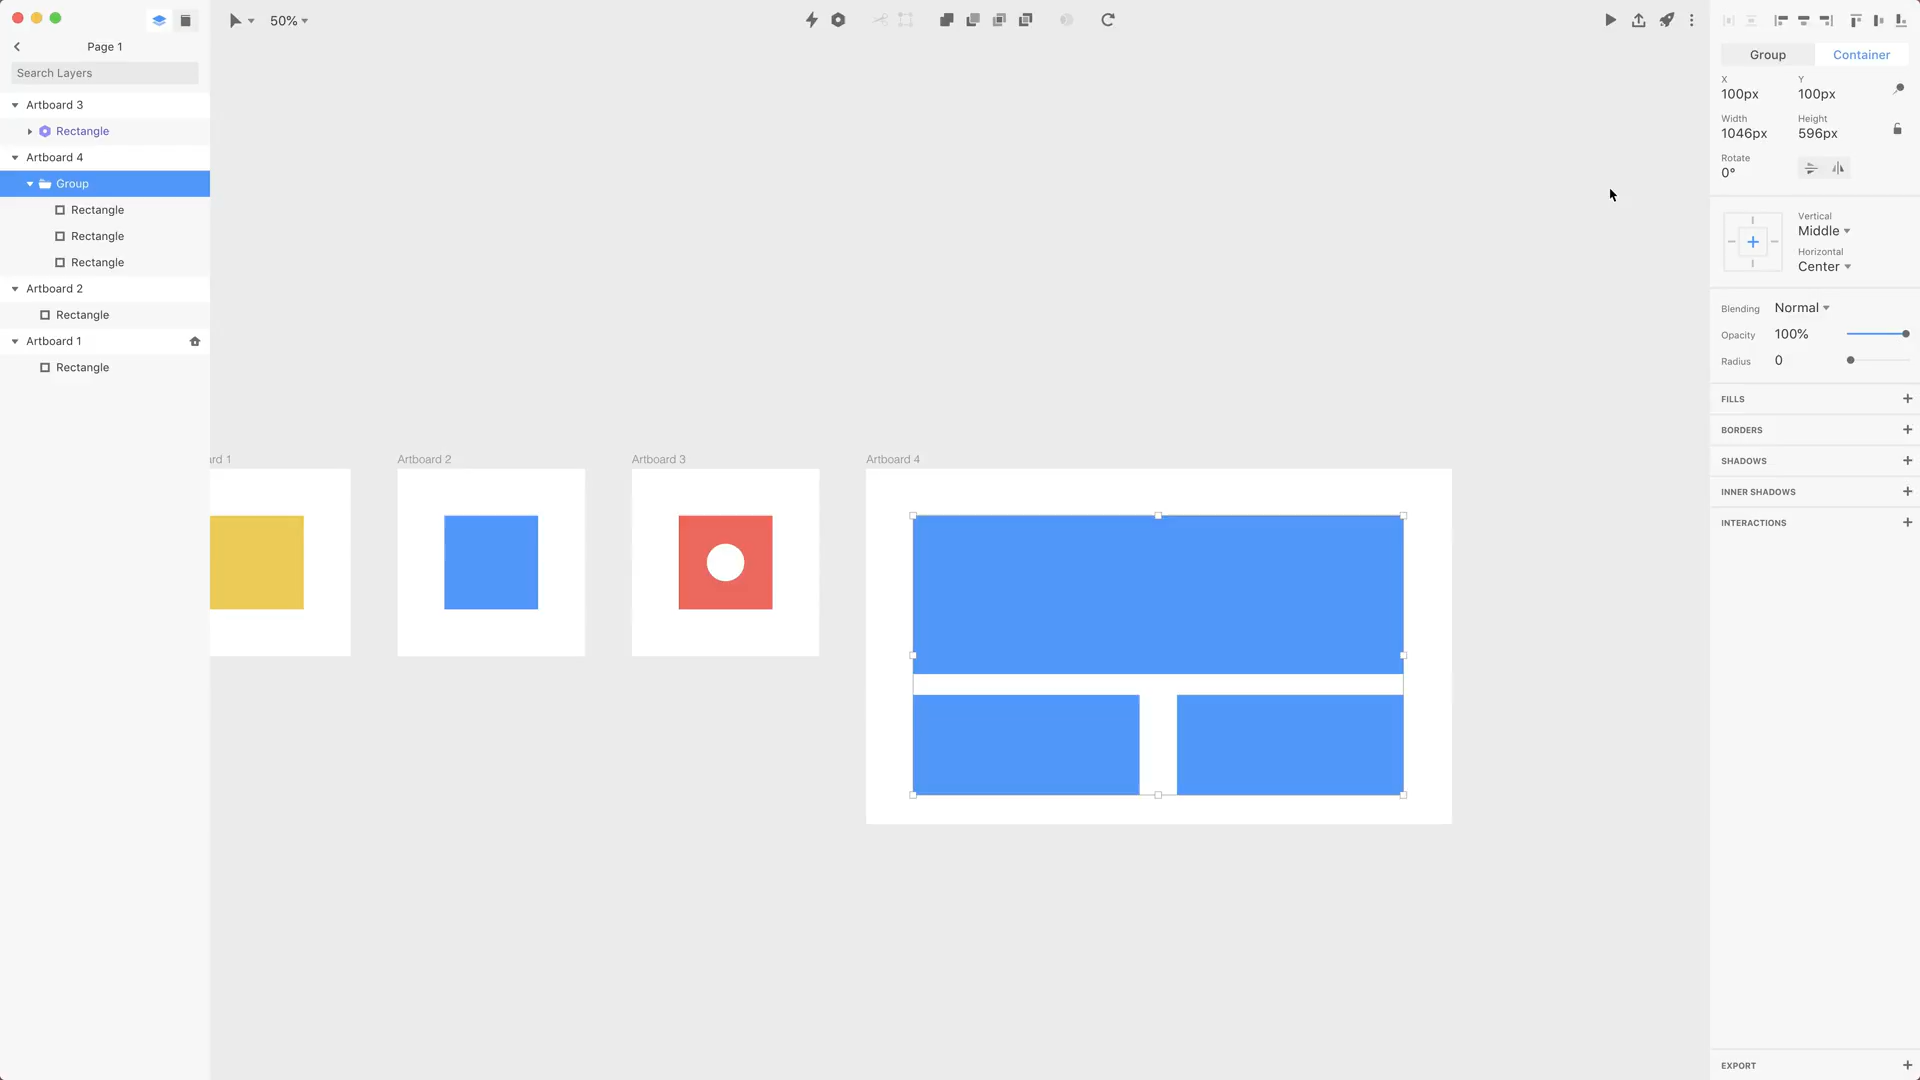 50%
Page 1
Search Layers
Artboard 3
Rectangle
Artboard 4
Group
Rectangle
Rectangle
Rectangle
Artboard 2
Rectangle
Artboard 1
Rectangle
rd 1
Artboard 2
Artboard 3
Artboard 4
Group Container
X Y
100px 100px
Width Height
1046px 596px
Rotate
0°
Vertical
Middle
Horizontal
Center
Blending Normal
Opacity 100%
Radius 0
FILLS
BORDERS
SHADOWS
INNER SHADOWS
INTERACTIONS
EXPORT